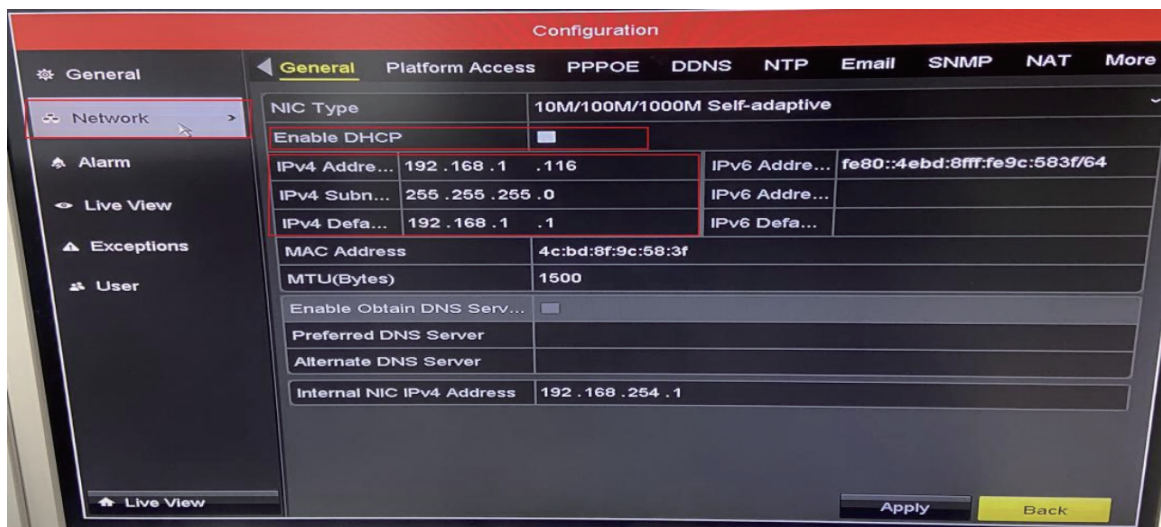 Configuration
General
Network >
Alarm
Live View
Exceptions
User
Live View
General Platform Access PPPOE DDNS NTP Email SNMP NAT More
NIC Type 10M/100M/1000M Self-adaptive
Enable DHCP
IPv4 Addre... 192 .168 .1 .116 IPv6 Addre... fe80::4ebd:8fff:fe9c:583f/64
IPv4 Subn... 255 .255 .255 .0 IPv6 Addre...
IPv4 Defa... 192 .168 .1 .1 IPv6 Defa...
MAC Address 4c:bd:8f:9c:58:3f
MTU(Bytes) 1500
Enable Obtain DNS Serv...
Preferred DNS Server
Alternate DNS Server
Internal NIC IPv4 Address 192 .168 .254 .1
Apply Back